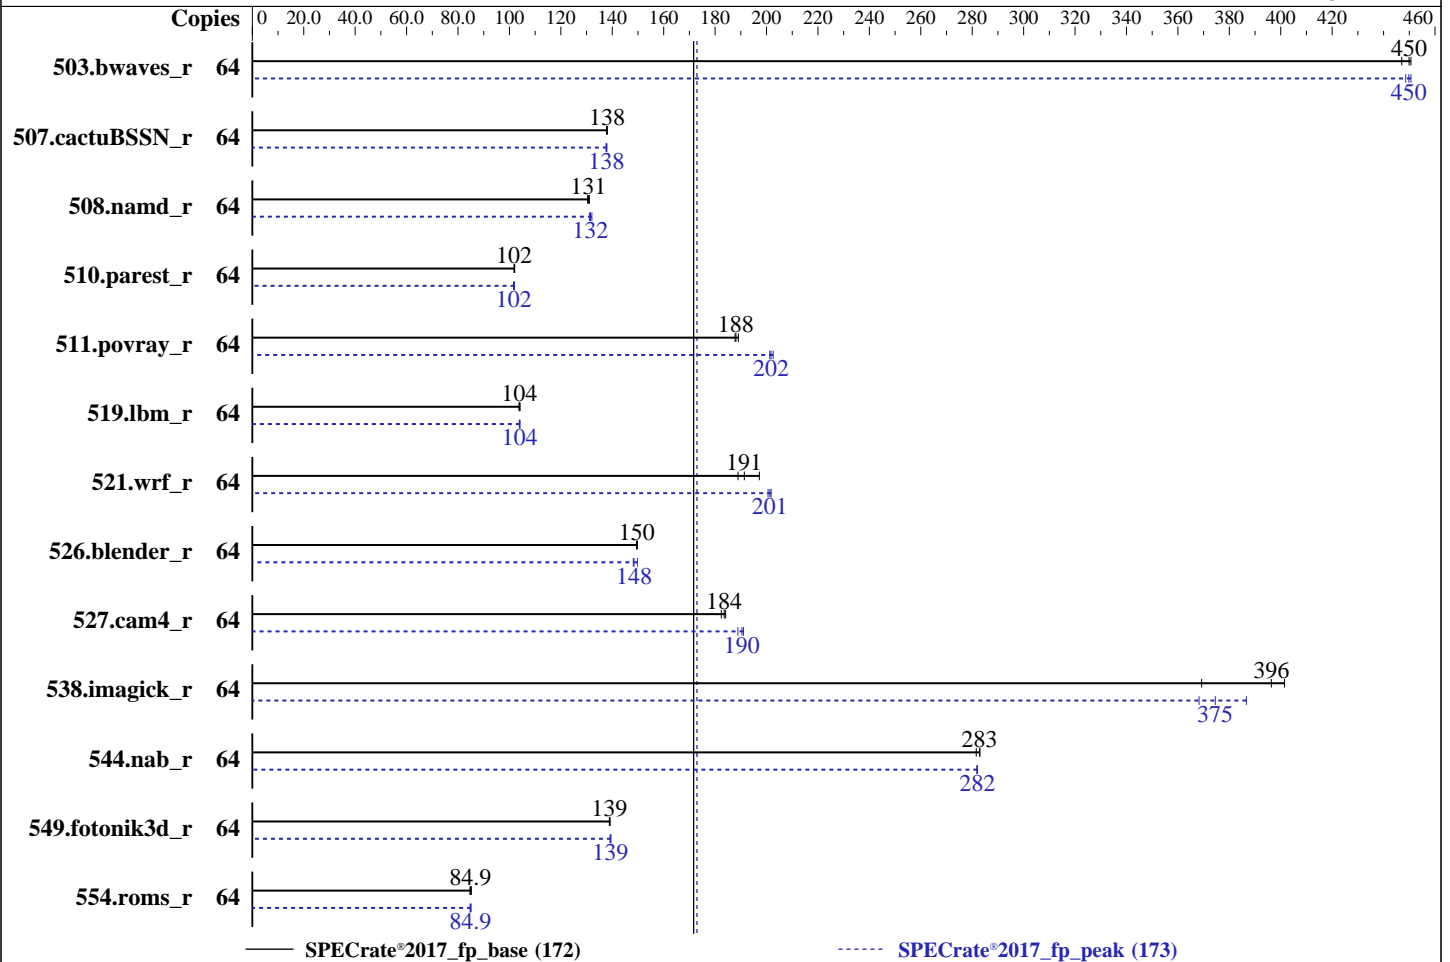 Copies 0 20.0 40.0 60.0 80.0 100 120 140 160 180 200 220 240 260 280 300 320 340 360 380 400 420 460
503.bwaves_r 64 450
450
507.cactuBSSN_r 64 138
138
508.namd_r 64 131
132
510.parest_r 64 102
102
511.povray_r 64 188
202
519.lbm_r 64 104
104
521.wrf_r 64 191
201
526.blender_r 64 150
148
527.cam4_r 64 184
190
538.imagick_r 64 396
375
544.nab_r 64 283
282
549.fotonik3d_r 64 139
139
554.roms_r 64 84.9
84.9
SPECrate®2017_fp_base (172) SPECrate®2017_fp_peak (173)